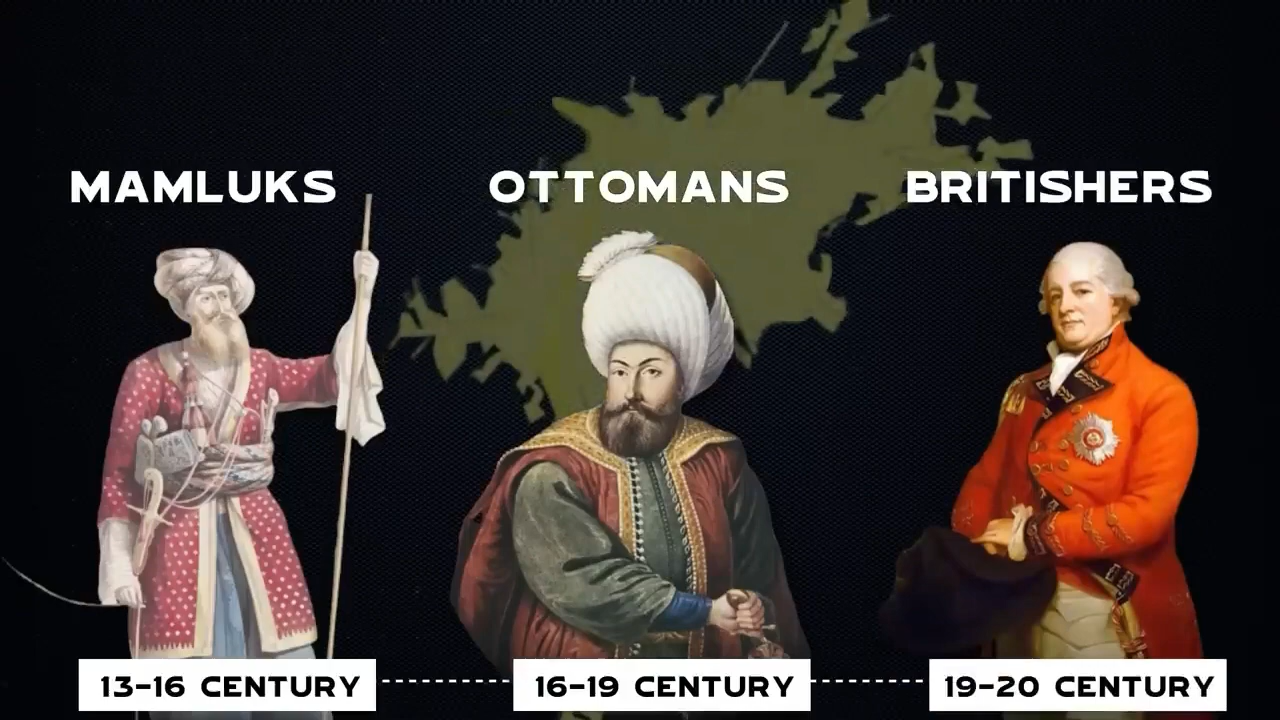 MAMLUKS
OTTOMANS
BRITISHERS
13-16 CENTURY
16-19 CENTURY
19-20 CENTURY